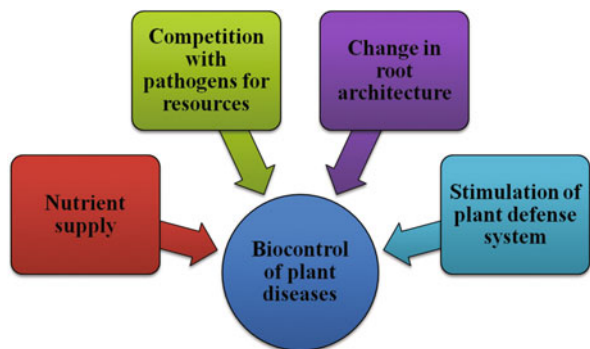 Competition
with
pathogens for
resources
Change in
root
architecture
Nutrient
supply
Stimulation of
plant defense
system
Biocontrol
of plant
diseases